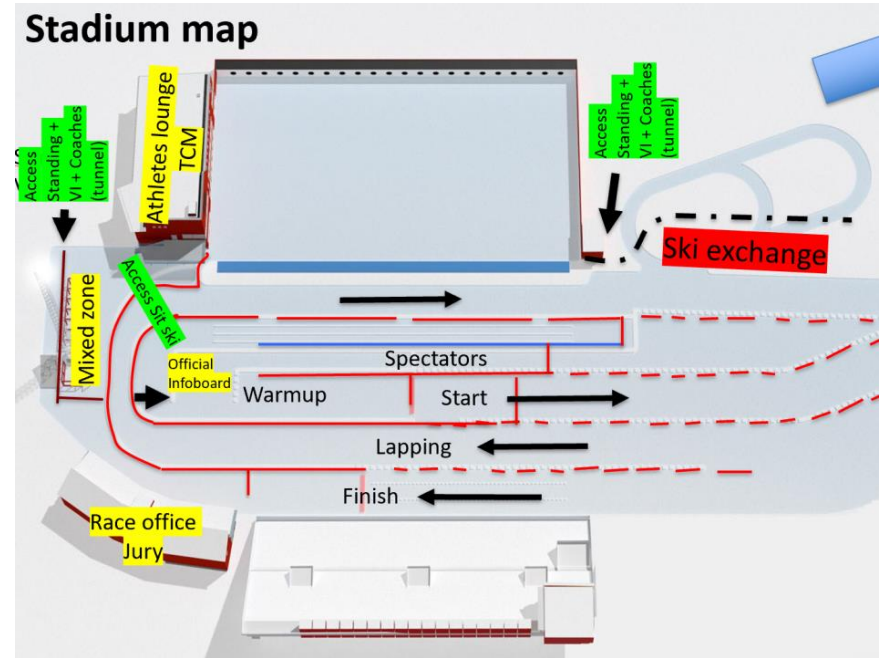 Stadium map
Access
Standing +
VI + Coaches
(tunnel)
Athletes lounge
TCM
Access
Standing +
VI + Coaches
(tunnel)
Ski exchange
Access Sit ski
Mixed zone
Official
Infoboard
Spectators
Warmup
Start
Lapping
Finish
Race office
Jury